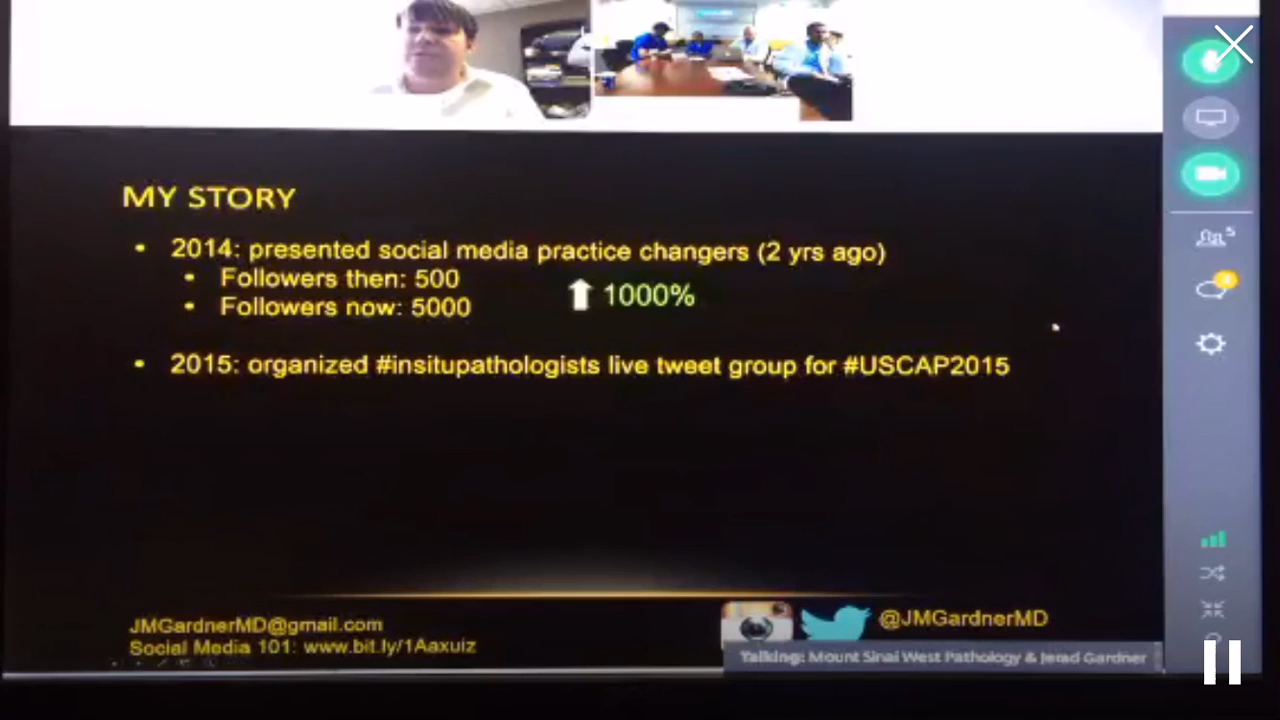 MY STORY
• 2014: presented social media practice changers (2 yrs ago)
• Followers then: 500
• Followers now: 5000
1000%
• 2015: organized #insitupathologists live tweet group for #USCAP2015
JMGardnerMD@gmail.com
Social Media 101: www.bit.ly/1Aaxuiz
@JMGardnerMD
Talking: Mount Sinai West Pathology & Jerad Gardner
5